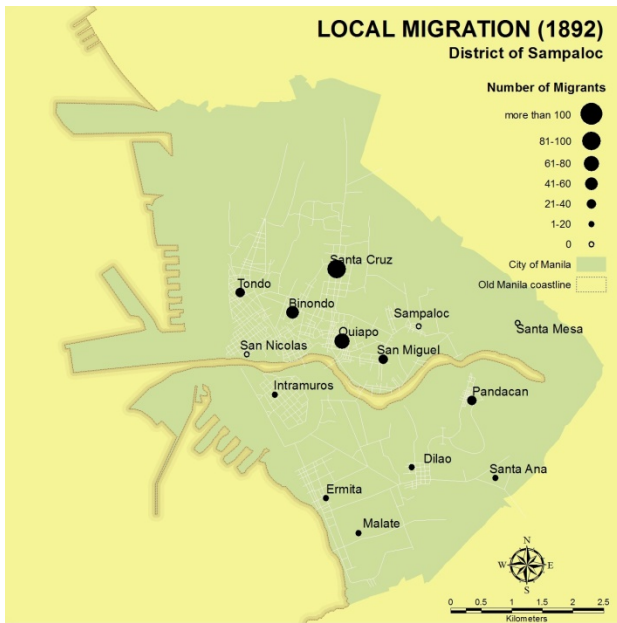 LOCAL MIGRATION (1892)
District of Sampaloc
Number of Migrants
more than 100
81-100
61-80
41-60
21-40
1-20
0
City of Manila
Old Manila coastline
Santa Cruz
Tondo
Binondo
Sampaloc
Santa Mesa
Quiapo
San Nicolas
San Miguel
Intramuros
Pandacan
Dilao
Santa Ana
Ermita
Malate
N
W E
S
0 0.5 1 1.5 2 2.5
Kilometers